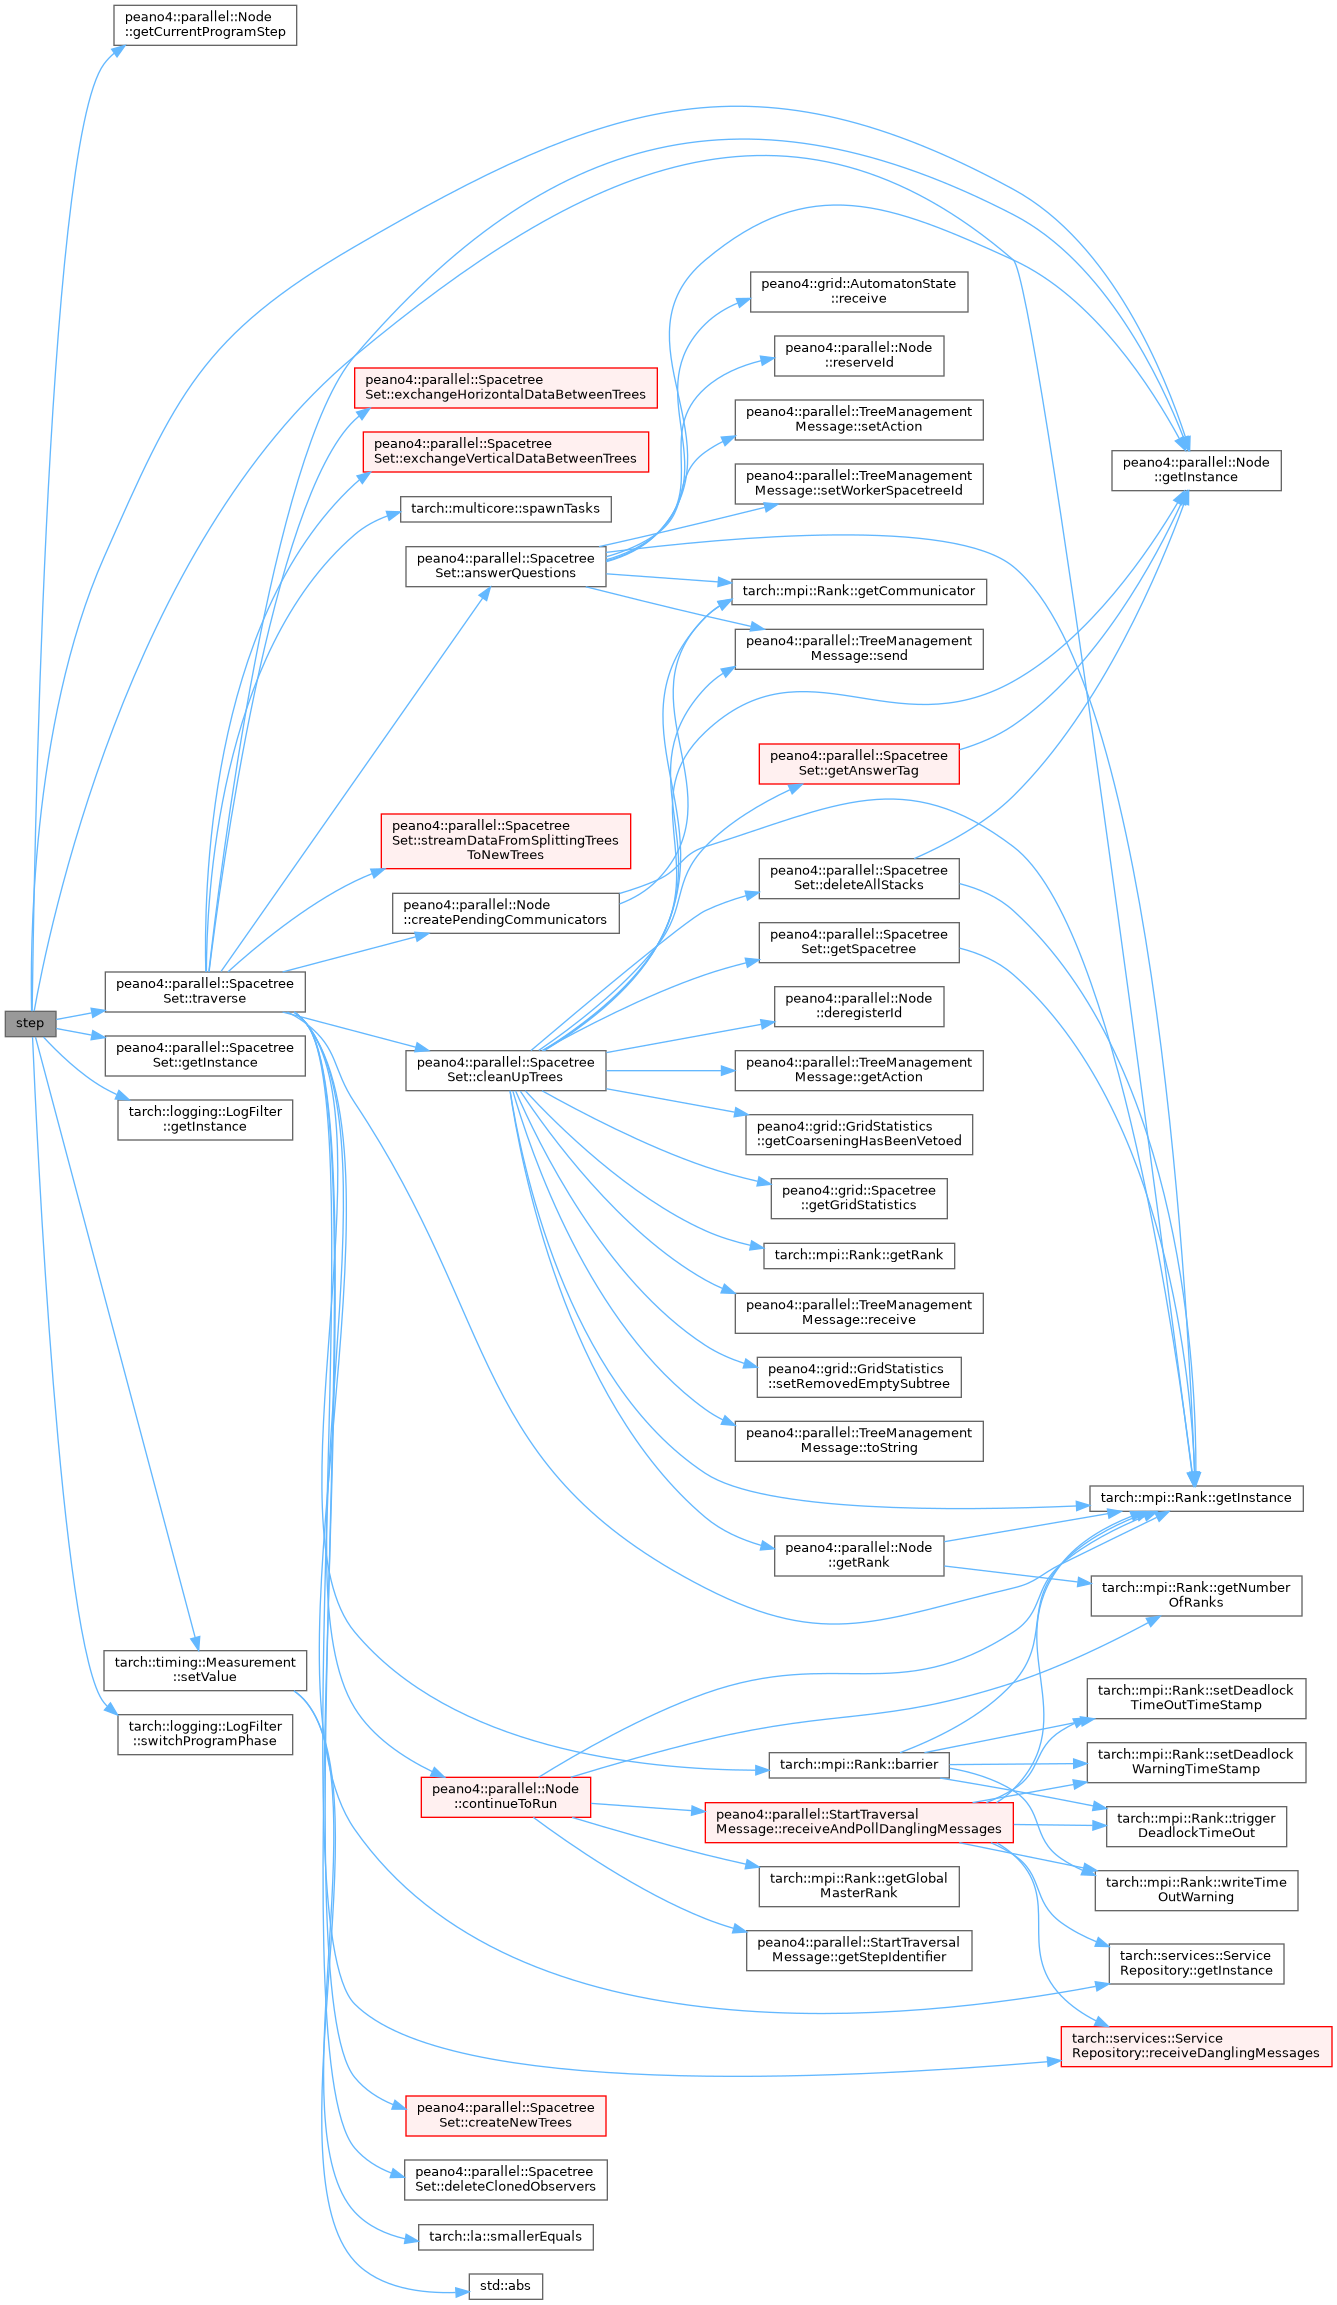 peano4::parallel::Node
::getCurrentProgramStep
peano4::grid::AutomatonState
::receive
peano4::parallel::Node
::reserveId
peano4::parallel::Spacetree
Set::exchangeHorizontalDataBetweenTrees
peano4::parallel::TreeManagement
Message::setAction
peano4::parallel::Spacetree
Set::exchangeVerticalDataBetweenTrees
peano4::parallel::Node
::getInstance
peano4::parallel::TreeManagement
Message::setWorkerSpacetreeId
tarch::multicore::spawnTasks
peano4::parallel::Spacetree
Set::answerQuestions
tarch::mpi::Rank::getCommunicator
peano4::parallel::TreeManagement
Message::send
peano4::parallel::Spacetree
Set::getAnswerTag
peano4::parallel::Spacetree
Set::streamDataFromSplittingTrees
ToNewTrees
peano4::parallel::Spacetree
Set::deleteAllStacks
peano4::parallel::Node
::createPendingCommunicators
peano4::parallel::Spacetree
Set::getSpacetree
peano4::parallel::Spacetree
Set::traverse
peano4::parallel::Node
::deregisterId
step
peano4::parallel::Spacetree
Set::getInstance
peano4::parallel::Spacetree
Set::cleanUpTrees
peano4::parallel::TreeManagement
Message::getAction
tarch::logging::LogFilter
::getInstance
peano4::grid::GridStatistics
::getCoarseningHasBeenVetoed
peano4::grid::Spacetree
::getGridStatistics
tarch::mpi::Rank::getRank
peano4::parallel::TreeManagement
Message::receive
peano4::grid::GridStatistics
::setRemovedEmptySubtree
peano4::parallel::TreeManagement
Message::toString
tarch::mpi::Rank::getInstance
peano4::parallel::Node
::getRank
tarch::mpi::Rank::getNumber
OfRanks
tarch::timing::Measurement
::setValue
tarch::mpi::Rank::setDeadlock
TimeOutTimeStamp
tarch::logging::LogFilter
::switchProgramPhase
tarch::mpi::Rank::barrier
tarch::mpi::Rank::setDeadlock
WarningTimeStamp
peano4::parallel::Node
::continueToRun
peano4::parallel::StartTraversal
Message::receiveAndPollDanglingMessages
tarch::mpi::Rank::trigger
DeadlockTimeOut
tarch::mpi::Rank::getGlobal
MasterRank
tarch::mpi::Rank::writeTime
OutWarning
peano4::parallel::StartTraversal
Message::getStepIdentifier
tarch::services::Service
Repository::getInstance
tarch::services::Service
Repository::receiveDanglingMessages
peano4::parallel::Spacetree
Set::createNewTrees
peano4::parallel::Spacetree
Set::deleteClonedObservers
tarch::la::smallerEquals
std::abs